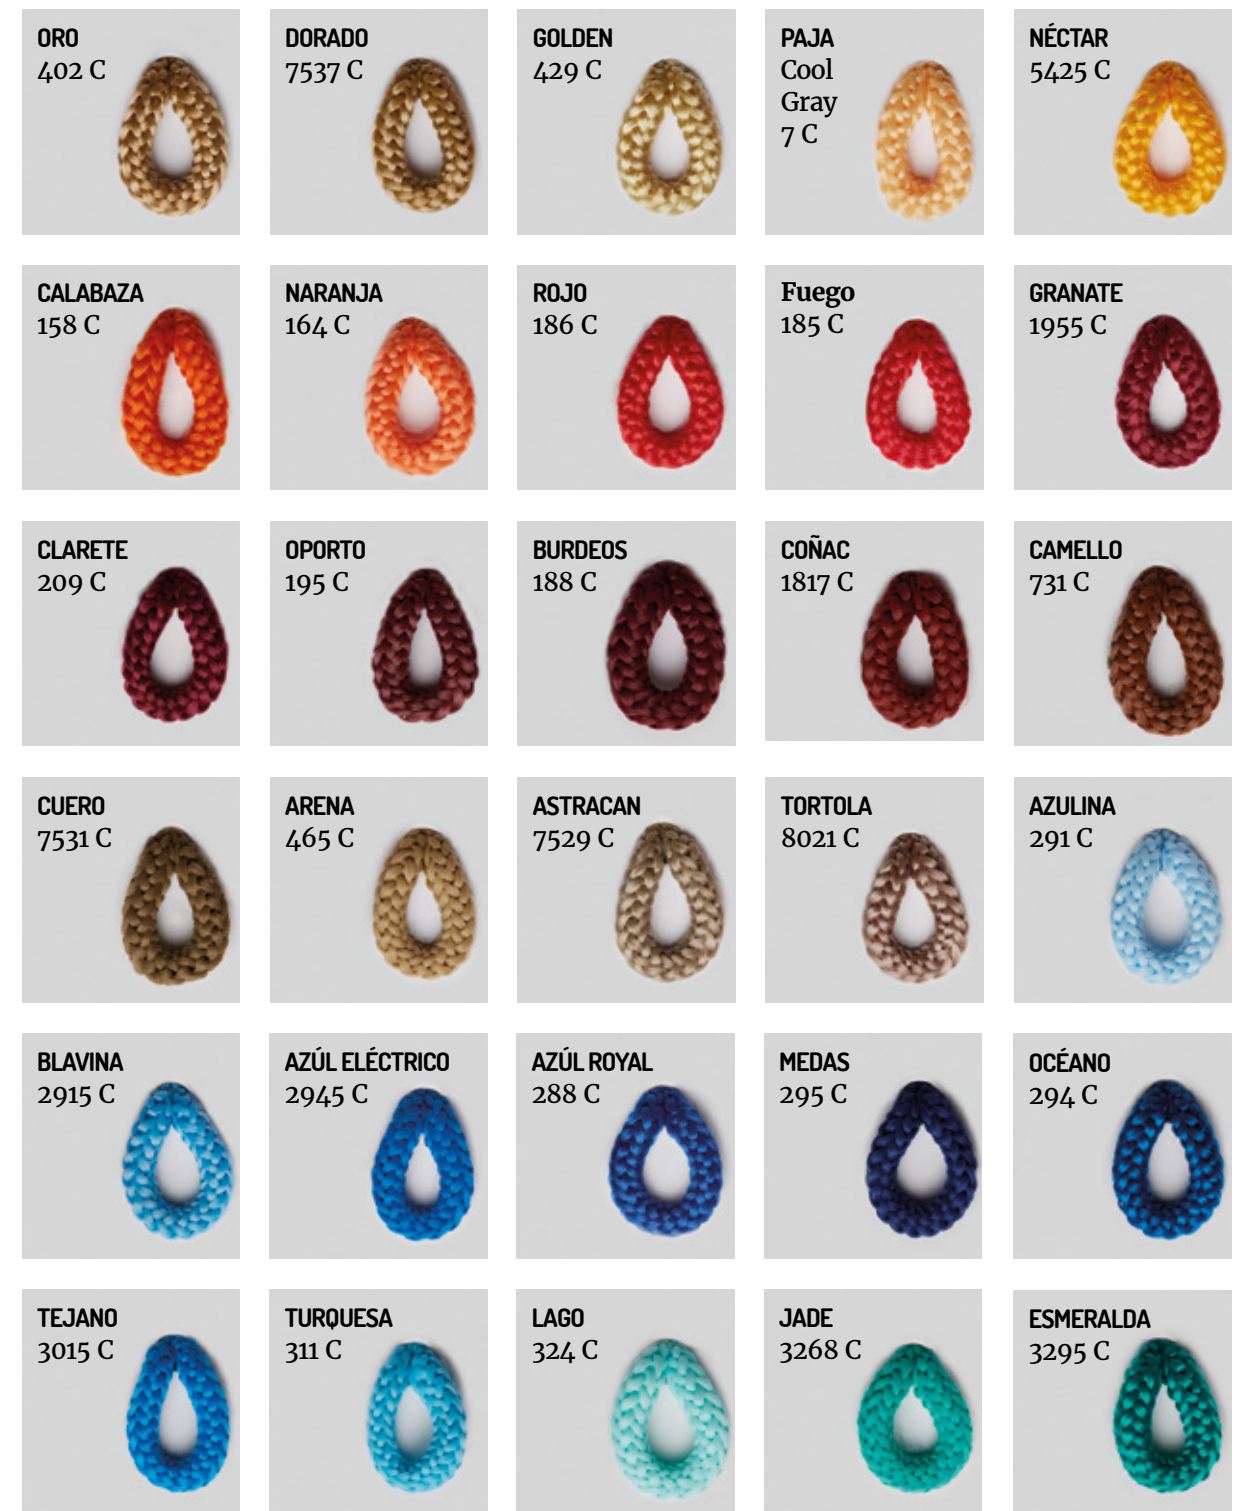 ORO
402 C
DORADO
7537 C
GOLDEN
429 C
PAJA
Cool
Gray
7 C
NÉCTAR
5425 C
CALABAZA
158 C
NARANJA
164 C
ROJO
186 C
Fuego
185 C
GRANATE
1955 C
CLARETE
209 C
OPORTO
195 C
BURDEOS
188 C
COÑAC
1817 C
CAMELLO
731 C
CUERO
7531 C
ARENA
465 C
ASTRACAN
7529 C
TORTOLA
8021 C
AZULINA
291 C
BLAVINA
2915 C
AZÚL ELÉCTRICO
2945 C
AZÚL ROYAL
288 C
MEDAS
295 C
OCÉANO
294 C
TEJANO
3015 C
TURQUESA
311 C
LAGO
324 C
JADE
3268 C
ESMERALDA
3295 C